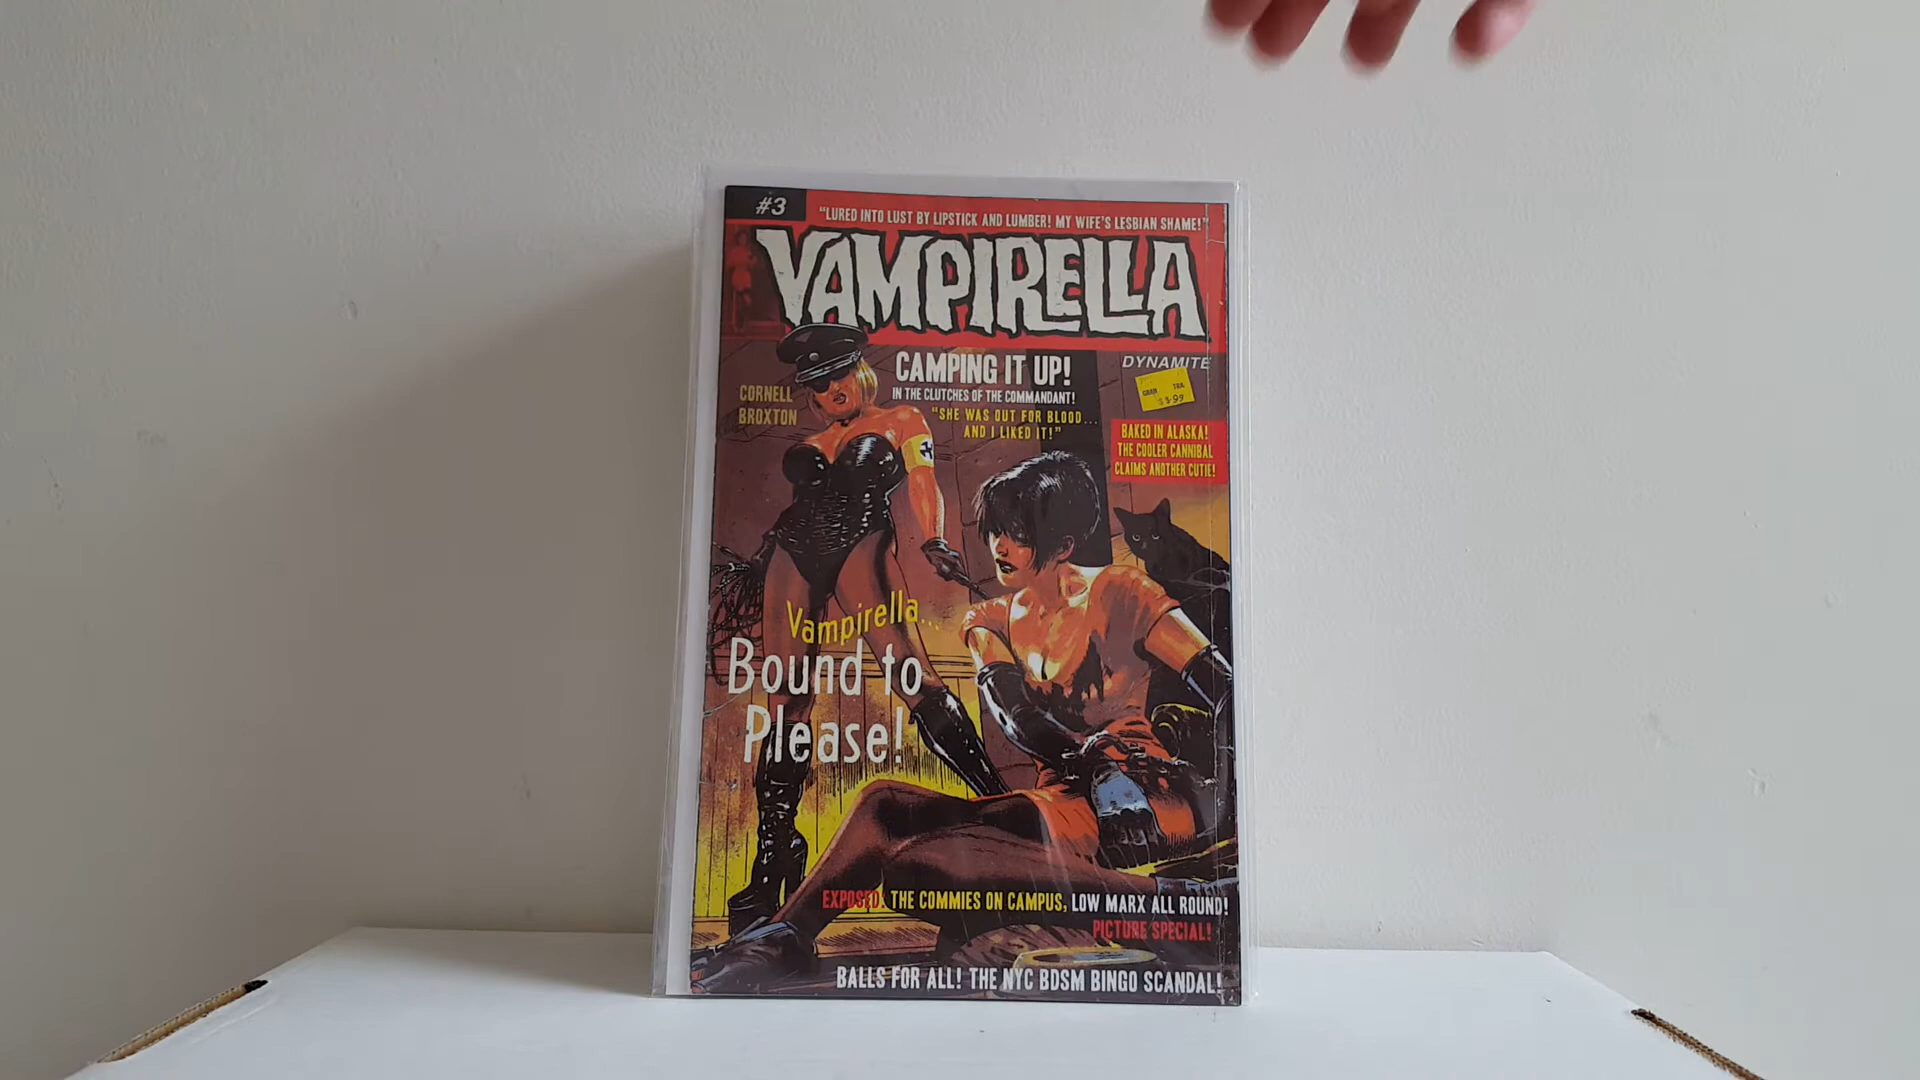 #3
"LURED INTO LUST BY LIPSTICK AND LUMBER! MY WIFE'S LESBIAN SHAME!"
VAMPIRELLA
DYNAMITE
CAMPING IT UP!
IN THE CLUTCHES OF THE COMMANDANT!
"SHE WAS OUT FOR BLOOD...
AND I LIKED IT!"
CORNELL
BROXTON
3.99
BAKED IN ALASKA!
THE COOLER CANNIBAL
CLAIMS ANOTHER CUTIE!
Vampirella...
Bound to
Please!
EXPOSED: THE COMMIES ON CAMPUS, LOW MARX ALL ROUND!
PICTURE SPECIAL!
BALLS FOR ALL! THE NYC BDSM BINGO SCANDAL!